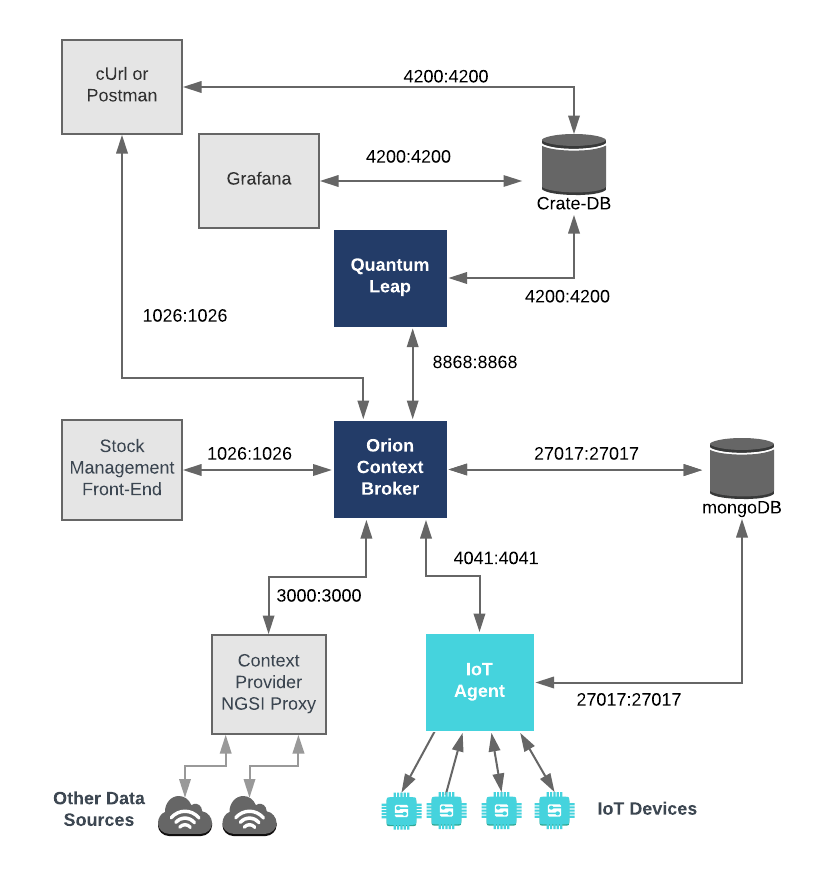 cUrl or
Postman
4200:4200
Grafana
4200:4200
Crate-DB
Quantum
Leap
4200:4200
1026:1026
8868:8868
Stock
Management
Front-End
1026:1026
Orion
Context
Broker
27017:27017
mongoDB
4041:4041
3000:3000
Context
Provider
NGSI Proxy
IoT
Agent
27017:27017
Other Data
Sources
IoT Devices